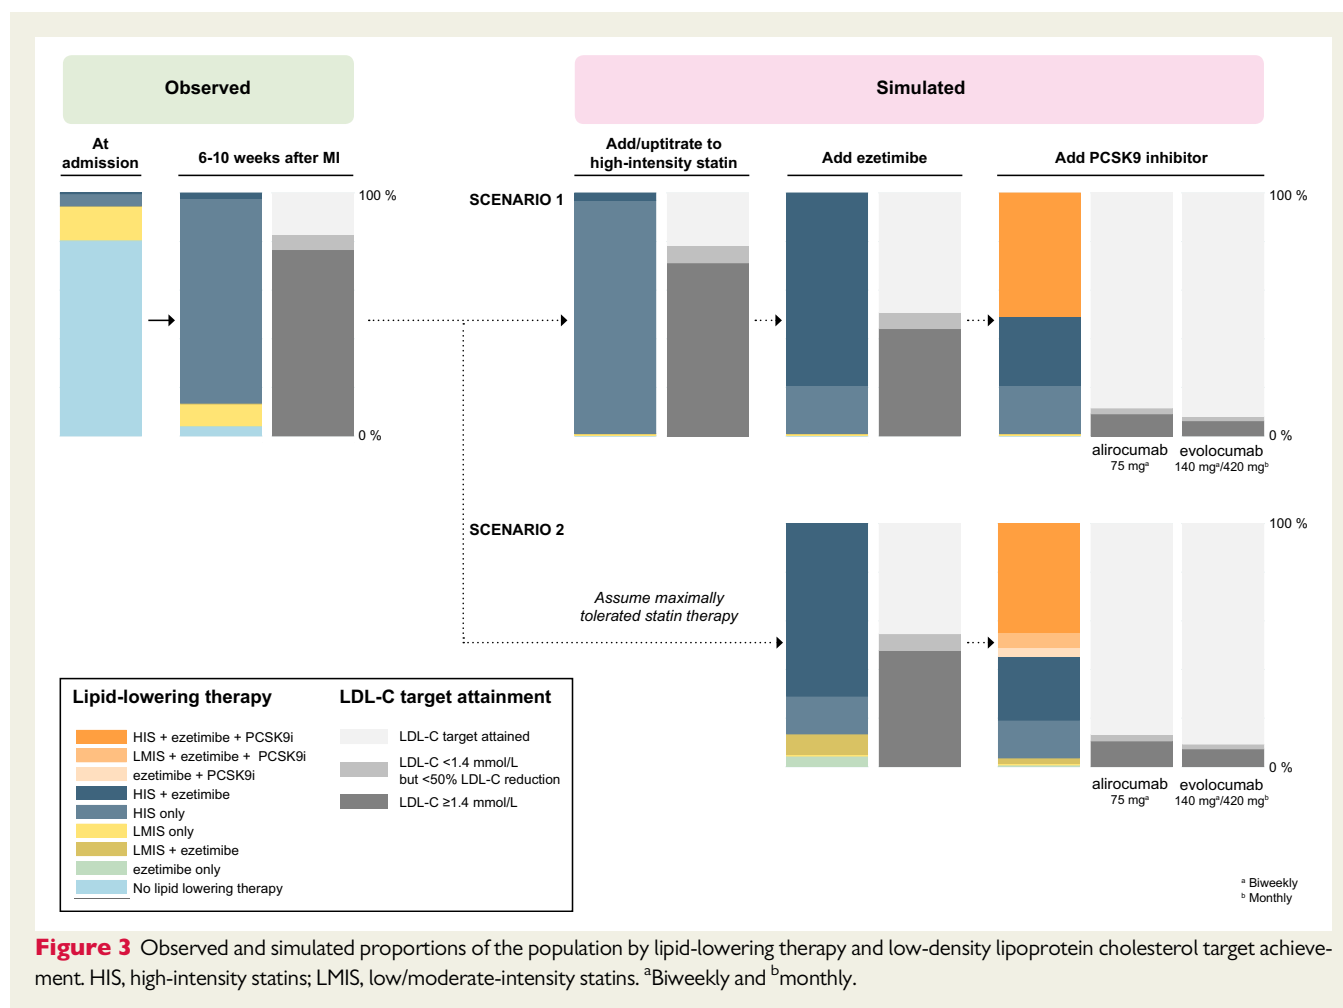 Observed
Simulated
At
admission
6-10 weeks after MI
Add/uptitrate to
high-intensity statin
Add ezetimibe
Add PCSK9 inhibitor
100 %
0 %
SCENARIO 1
100 %
0 %
alirocumab
75 mgᵃ
evolocumab
140 mgᵃ/420 mgᵇ
SCENARIO 2
Assume maximally
tolerated statin therapy
100 %
0 %
alirocumab
75 mgᵃ
evolocumab
140 mgᵃ/420 mgᵇ
Lipid-lowering therapy
HIS + ezetimibe + PCSK9i
LMIS + ezetimibe + PCSK9i
ezetimibe + PCSK9i
HIS + ezetimibe
HIS only
LMIS only
LMIS + ezetimibe
ezetimibe only
No lipid lowering therapy
LDL-C target attainment
LDL-C target attained
LDL-C <1.4 mmol/L
but <50% LDL-C reduction
LDL-C ≥1.4 mmol/L
ᵃ Biweekly
ᵇ Monthly
Figure 3 Observed and simulated proportions of the population by lipid-lowering therapy and low-density lipoprotein cholesterol target achieve-
ment. HIS, high-intensity statins; LMIS, low/moderate-intensity statins. ᵃBiweekly and ᵇmonthly.